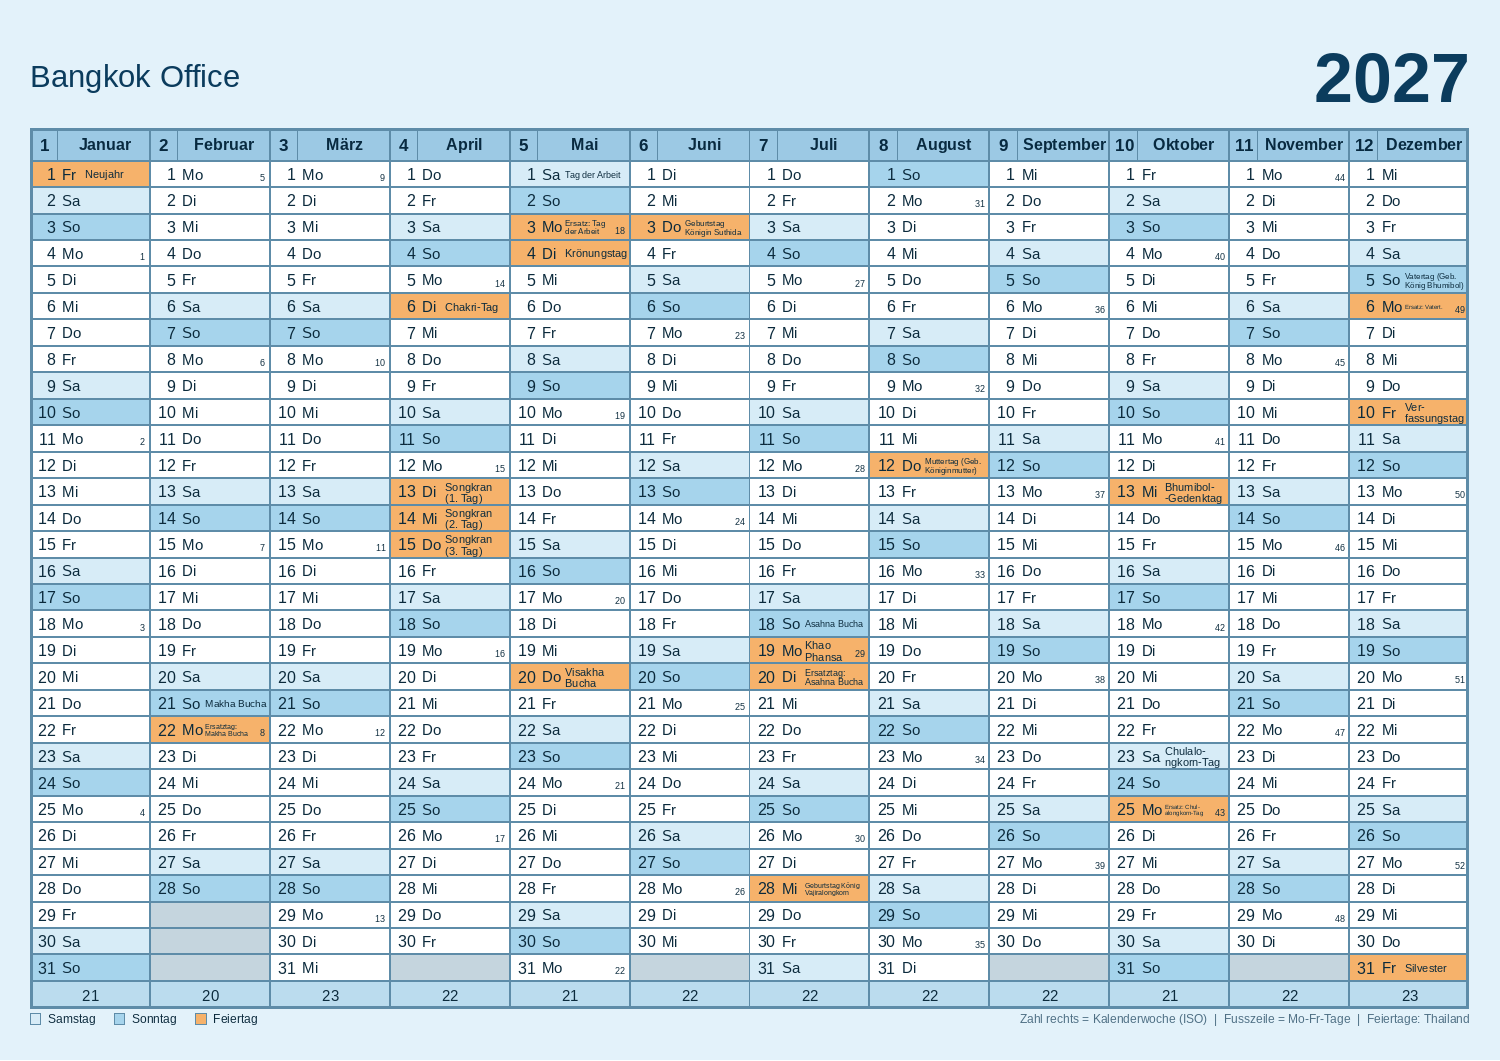 Bangkok Office
2027
1 Januar 2 Februar 3 März 4 April 5 Mai 6 Juni 7 Juli 8 August 9 September 10 Oktober 11 November 12 Dezember
1 Fr Neujahr 1 Mo 5 1 Mo 9 1 Do 1 Sa Tag der Arbeit 1 Di 1 Do 1 So 1 Mi 1 Fr 1 Mo 44 1 Mi
2 Sa 2 Di 2 Di 2 Fr 2 So 2 Mi 2 Fr 2 Mo 31 2 Do 2 Sa 2 Di 2 Do
3 So 3 Mi 3 Mi 3 Sa 3 Mo Ersatz: Tag der Arbeit 18 3 Do Geburtstag Königin Suthida 3 Sa 3 Di 3 Fr 3 So 3 Mi 3 Fr
4 Mo 1 4 Do 4 Do 4 So 4 Di Krönungstag 4 Fr 4 So 4 Mi 4 Sa 4 Mo 40 4 Do 4 Sa
5 Di 5 Fr 5 Fr 5 Mo 14 5 Mi 5 Sa 5 Mo 27 5 Do 5 So 5 Di 5 Fr 5 So Vatertag (Geb. König Bhumibol)
6 Mi 6 Sa 6 Sa 6 Di Chakri-Tag 6 Do 6 So 6 Di 6 Fr 6 Mo 36 6 Mi 6 Sa 6 Mo Ersatz: Vatert. 49
7 Do 7 So 7 So 7 Mi 7 Fr 7 Mo 23 7 Mi 7 Sa 7 Di 7 Do 7 So 7 Di
8 Fr 8 Mo 6 8 Mo 10 8 Do 8 Sa 8 Di 8 Do 8 So 8 Mi 8 Fr 8 Mo 45 8 Mi
9 Sa 9 Di 9 Di 9 Fr 9 So 9 Mi 9 Fr 9 Mo 32 9 Do 9 Sa 9 Di 9 Do
10 So 10 Mi 10 Mi 10 Sa 10 Mo 19 10 Do 10 Sa 10 Di 10 Fr 10 So 10 Mi 10 Fr Ver-fassungstag
11 Mo 2 11 Do 11 Do 11 So 11 Di 11 Fr 11 So 11 Mi 11 Sa 11 Mo 41 11 Do 11 Sa
12 Di 12 Fr 12 Fr 12 Mo 15 12 Mi 12 Sa 12 Mo 28 12 Do Muttertag (Geb. Königinmutter) 12 So 12 Di 12 Fr 12 So
13 Mi 13 Sa 13 Sa 13 Di Songkran (1. Tag) 13 Do 13 So 13 Di 13 Fr 13 Mo 37 13 Mi Bhumibol--Gedenktag 13 Sa 13 Mo 50
14 Do 14 So 14 So 14 Mi Songkran (2. Tag) 14 Fr 14 Mo 24 14 Mi 14 Sa 14 Di 14 Do 14 So 14 Di
15 Fr 15 Mo 7 15 Mo 11 15 Do Songkran (3. Tag) 15 Sa 15 Di 15 Do 15 So 15 Mi 15 Fr 15 Mo 46 15 Mi
16 Sa 16 Di 16 Di 16 Fr 16 So 16 Mi 16 Fr 16 Mo 33 16 Do 16 Sa 16 Di 16 Do
17 So 17 Mi 17 Mi 17 Sa 17 Mo 20 17 Do 17 Sa 17 Di 17 Fr 17 So 17 Mi 17 Fr
18 Mo 3 18 Do 18 Do 18 So 18 Di 18 Fr 18 So Asahna Bucha 18 Mi 18 Sa 18 Mo 42 18 Do 18 Sa
19 Di 19 Fr 19 Fr 19 Mo 16 19 Mi 19 Sa 19 Mo Khao Phansa 29 19 Do 19 So 19 Di 19 Fr 19 So
20 Mi 20 Sa 20 Sa 20 Di 20 Do Visakha Bucha 20 So 20 Di Ersatztag: Asahna Bucha 20 Fr 20 Mo 38 20 Mi 20 Sa 20 Mo 51
21 Do 21 So Makha Bucha 21 So 21 Mi 21 Fr 21 Mo 25 21 Mi 21 Sa 21 Di 21 Do 21 So 21 Di
22 Fr 22 Mo Ersatztag: Makha Bucha 8 22 Mo 12 22 Do 22 Sa 22 Di 22 Do 22 So 22 Mi 22 Fr 22 Mo 47 22 Mi
23 Sa 23 Di 23 Di 23 Fr 23 So 23 Mi 23 Fr 23 Mo 34 23 Do 23 Sa Chulalo-ngkorn-Tag 23 Di 23 Do
24 So 24 Mi 24 Mi 24 Sa 24 Mo 21 24 Do 24 Sa 24 Di 24 Fr 24 So 24 Mi 24 Fr
25 Mo 4 25 Do 25 Do 25 So 25 Di 25 Fr 25 So 25 Mi 25 Sa 25 Mo Ersatz: Chul-alongkorn-Tag 43 25 Do 25 Sa
26 Di 26 Fr 26 Fr 26 Mo 17 26 Mi 26 Sa 26 Mo 30 26 Do 26 So 26 Di 26 Fr 26 So
27 Mi 27 Sa 27 Sa 27 Di 27 Do 27 So 27 Di 27 Fr 27 Mo 39 27 Mi 27 Sa 27 Mo 52
28 Do 28 So 28 So 28 Mi 28 Fr 28 Mo 26 28 Mi Geburtstag König Vajiralongkorn 28 Sa 28 Di 28 Do 28 So 28 Di
29 Fr 29 Mo 13 29 Do 29 Sa 29 Di 29 Do 29 So 29 Mi 29 Fr 29 Mo 48 29 Mi
30 Sa 30 Di 30 Fr 30 So 30 Mi 30 Fr 30 Mo 35 30 Do 30 Sa 30 Di 30 Do
31 So 31 Mi 31 Mo 22 31 Sa 31 Di 31 So 31 Fr Silvester
21 20 23 22 21 22 22 22 22 21 22 23
Samstag Sonntag Feiertag
Zahl rechts = Kalenderwoche (ISO) | Fusszeile = Mo-Fr-Tage | Feiertage: Thailand